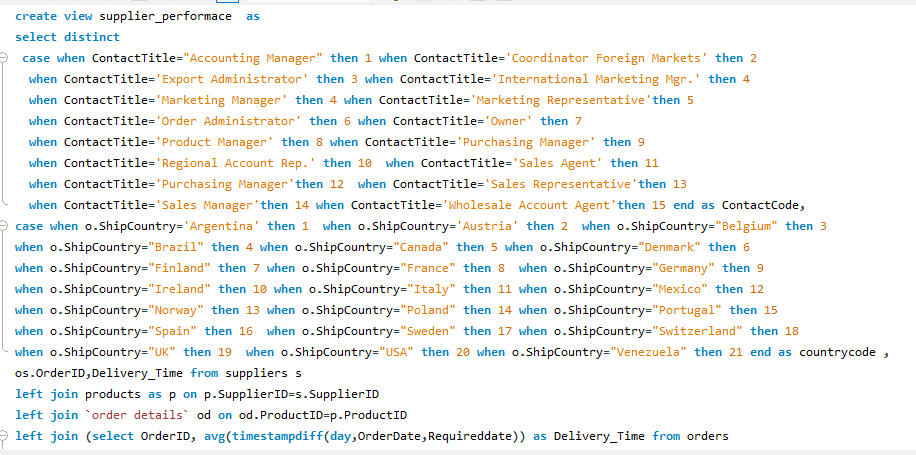 create view supplier_performace  as
select distinct
case when ContactTitle="Accounting Manager" then 1 when ContactTitle='Coordinator Foreign Markets' then 2
when ContactTitle='Export Administrator' then 3 when ContactTitle='International Marketing Mgr.' then 4
when ContactTitle='Marketing Manager' then 4 when ContactTitle='Marketing Representative'then 5
when ContactTitle='Order Administrator' then 6 when ContactTitle='Owner' then 7
when ContactTitle='Product Manager' then 8 when ContactTitle='Purchasing Manager' then 9
when ContactTitle='Regional Account Rep.' then 10  when ContactTitle='Sales Agent' then 11
when ContactTitle='Purchasing Manager'then 12  when ContactTitle='Sales Representative'then 13
when ContactTitle='Sales Manager'then 14 when ContactTitle='Wholesale Account Agent'then 15 end as ContactCode,
case when o.ShipCountry='Argentina' then 1  when o.ShipCountry='Austria' then 2  when o.ShipCountry="Belgium" then 3
when o.ShipCountry="Brazil" then 4 when o.ShipCountry="Canada" then 5 when o.ShipCountry="Denmark" then 6
when o.ShipCountry="Finland" then 7 when o.ShipCountry="France" then 8  when o.ShipCountry="Germany" then 9
when o.ShipCountry="Ireland" then 10 when o.ShipCountry="Italy" then 11 when o.ShipCountry="Mexico" then 12
when o.ShipCountry="Norway" then 13 when o.ShipCountry="Poland" then 14 when o.ShipCountry="Portugal" then 15
when o.ShipCountry="Spain" then 16  when o.ShipCountry="Sweden" then 17 when o.ShipCountry="Switzerland" then 18
when o.ShipCountry="UK" then 19  when o.ShipCountry="USA" then 20 when o.ShipCountry="Venezuela" then 21 end as countrycode ,
os.OrderID,Delivery_Time from suppliers s
left join products as p on p.SupplierID=s.SupplierID
left join `order details` od on od.ProductID=p.ProductID
left join (select OrderID, avg(timestampdiff(day,OrderDate,Requireddate)) as Delivery_Time from orders